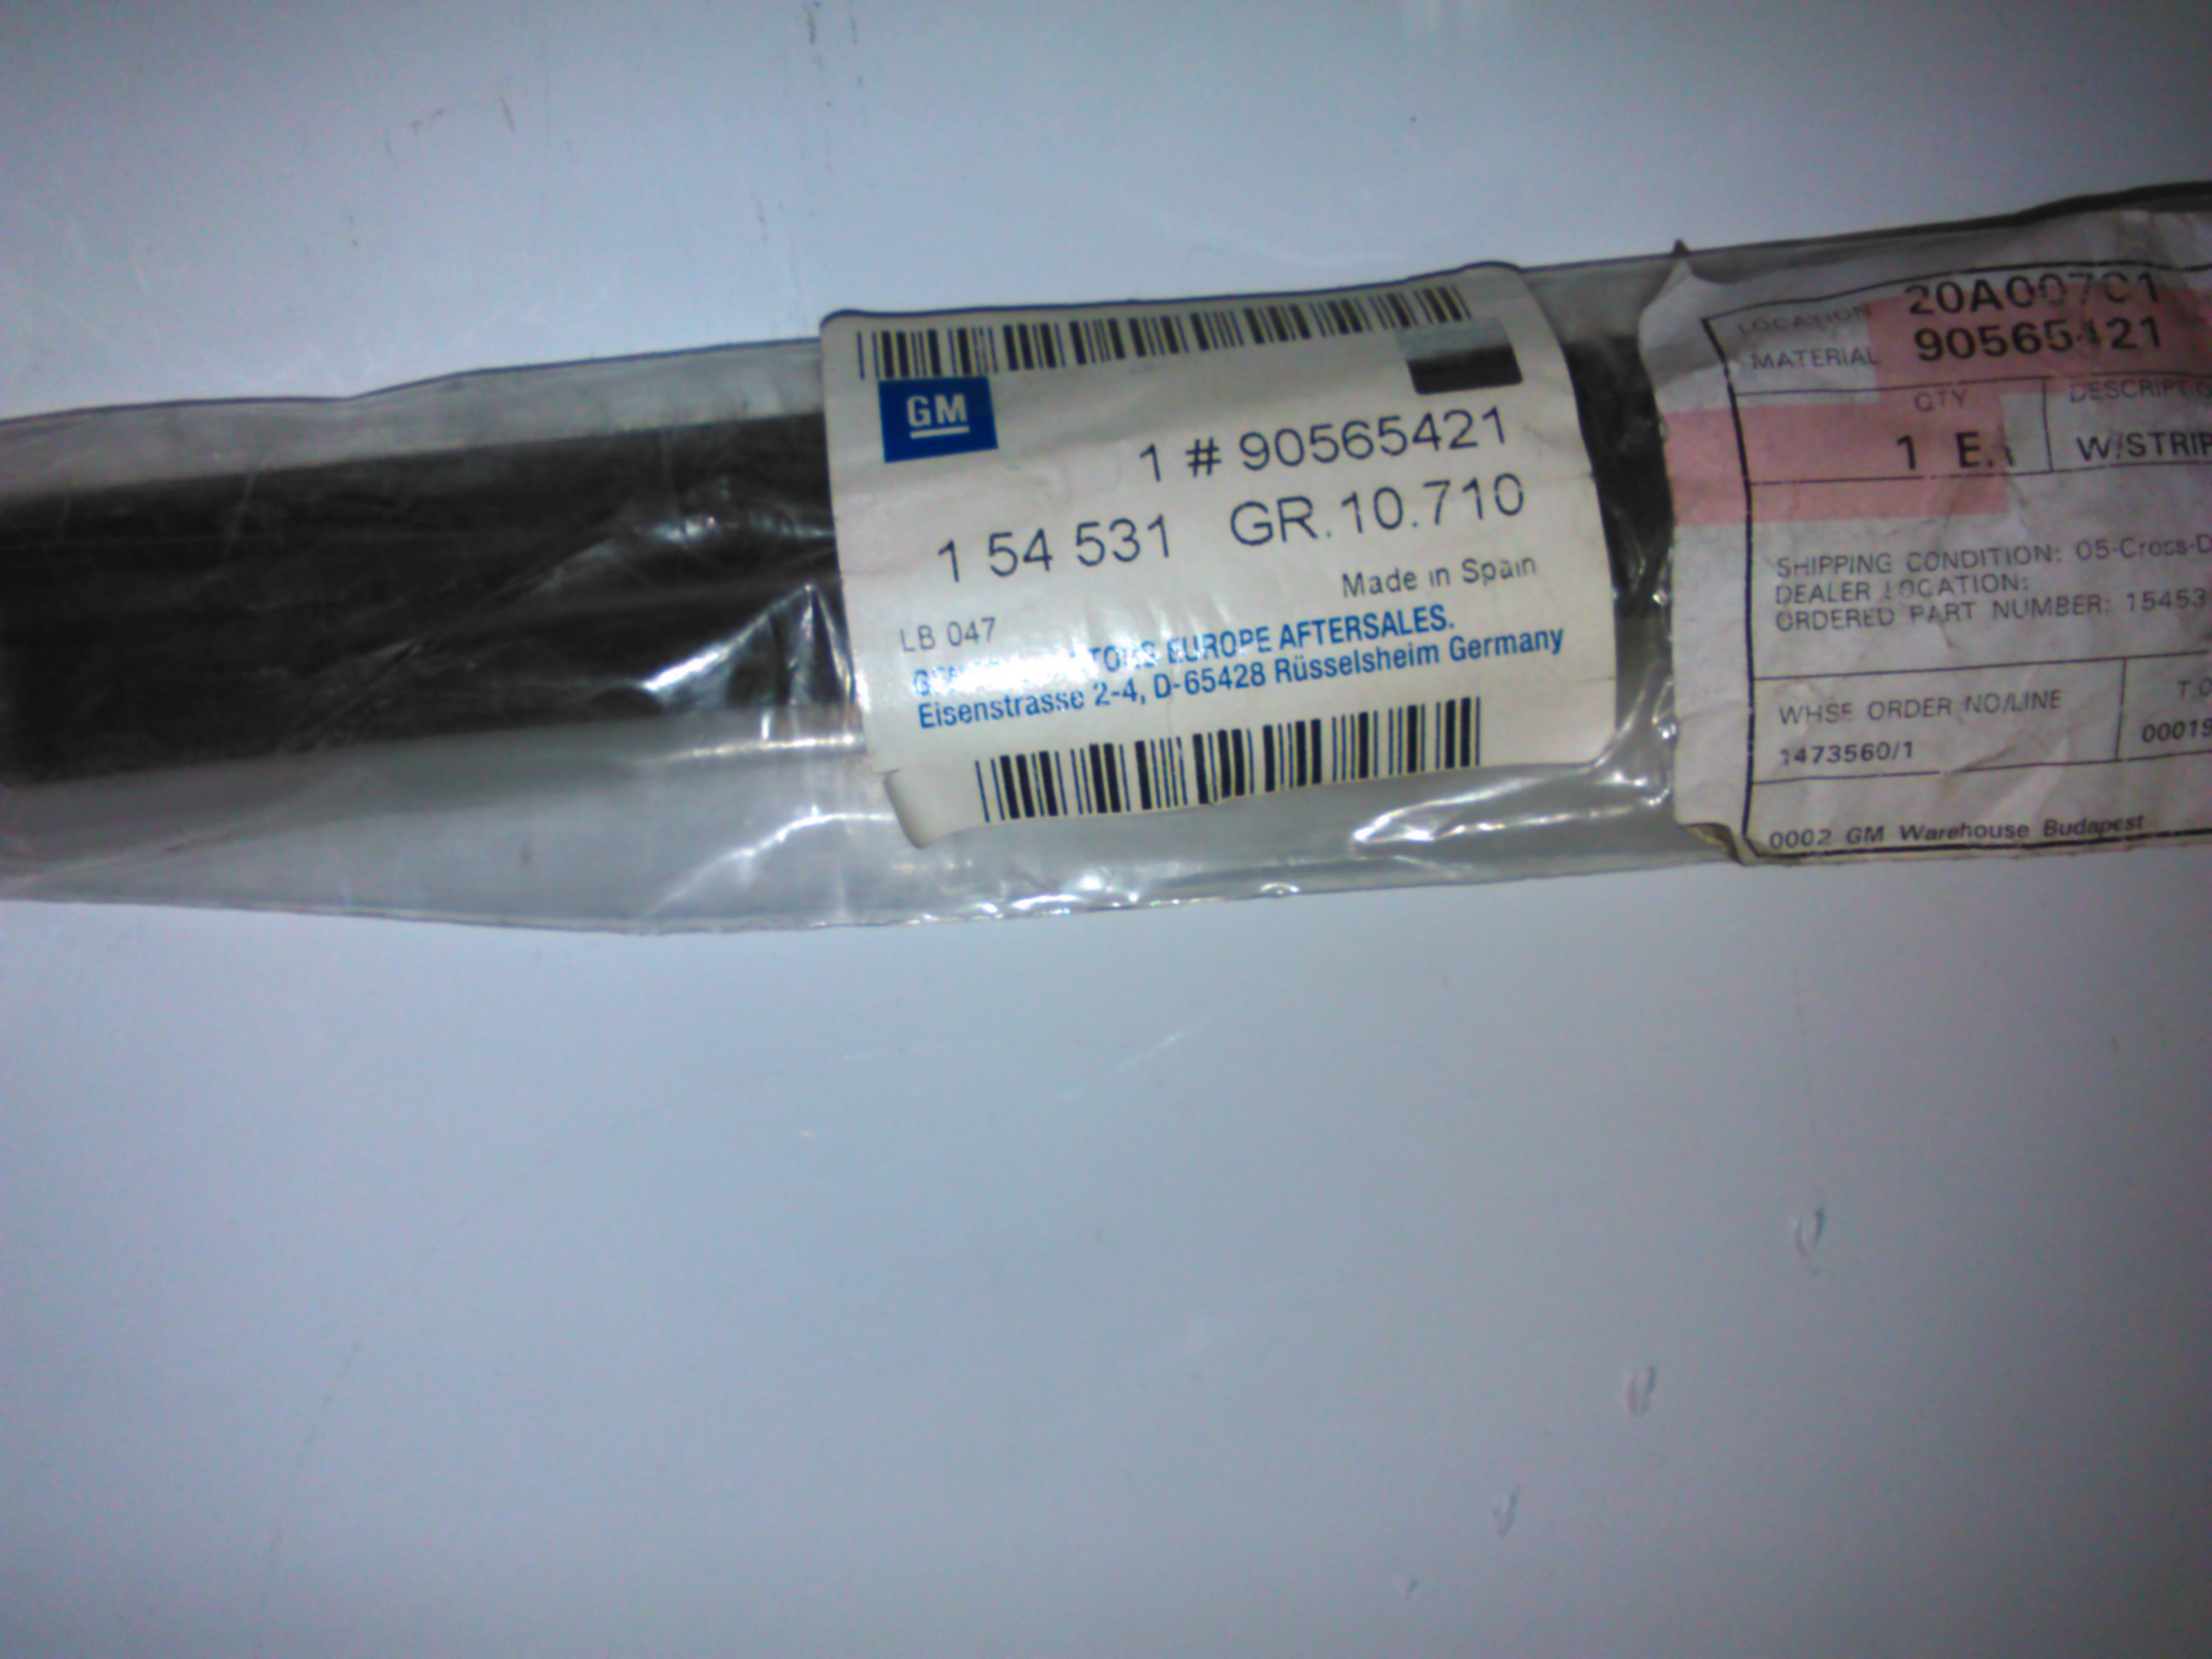 GM
1 # 90565421
1 54 531 GR.10.710
Made in Spain
LB 047
EUROPE AFTERSALES.
Eisenstrasse 2-4, D-65428 Rüsselsheim Germany
LOCATION 20A007C1
MATERIAL 90565421
QTY
1 W/STRIP
SHIPPING CONDITION: 05-Cross-D
DEALER LOCATION:
ORDERED PART NUMBER: 15453
WHSE ORDER NO/LINE
1473560/1 00019
0002 GM Warehouse Budapest